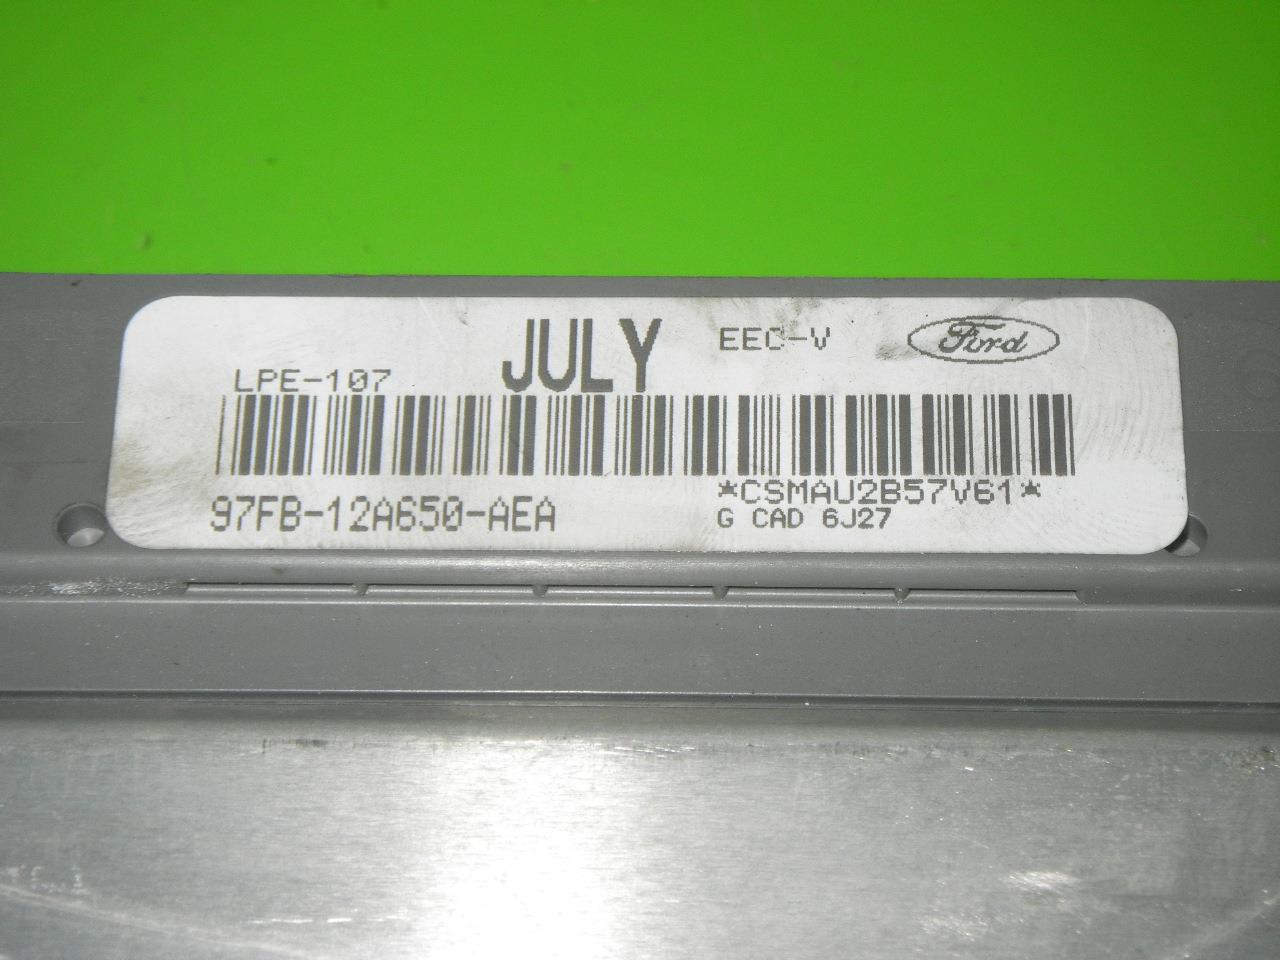 JULY EEC-V Ford
LPE-107
97FB-12A650-AEA *CSMAU2B57V61*
G CAD 6J27